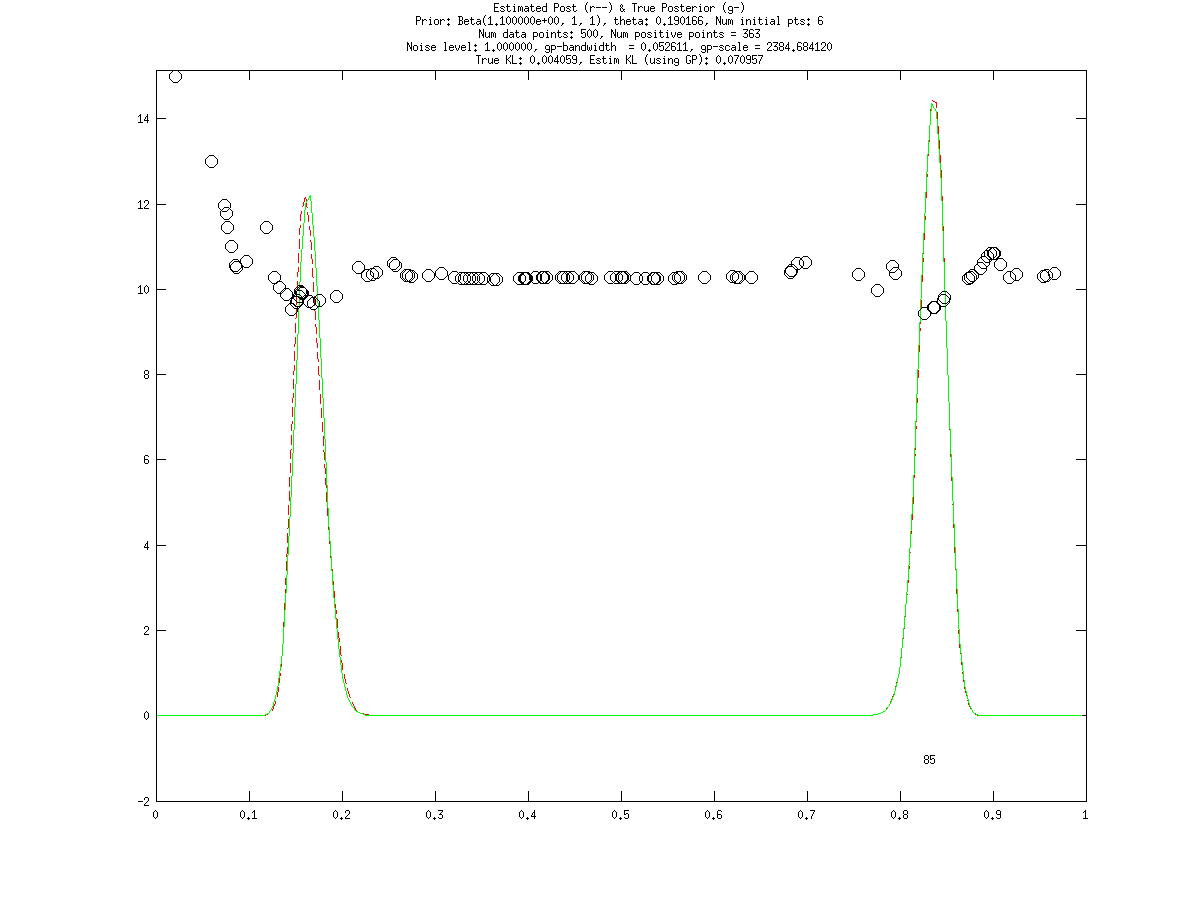 Estimated Post (r--) & True Posterior (g-)
Prior: Beta(1.100000e+00, 1, 1), theta: 0.190166, Num initial pts: 6
Num data points: 500, Num positive points = 363
Noise level: 1.000000, gp-bandwidth  = 0.052611, gp-scale = 2384.684120
True KL: 0.004059, Estim KL (using GP): 0.070957
14
12
10
8
6
4
2
0
85
-2
0 0.1 0.2 0.3 0.4 0.5 0.6 0.7 0.8 0.9 1